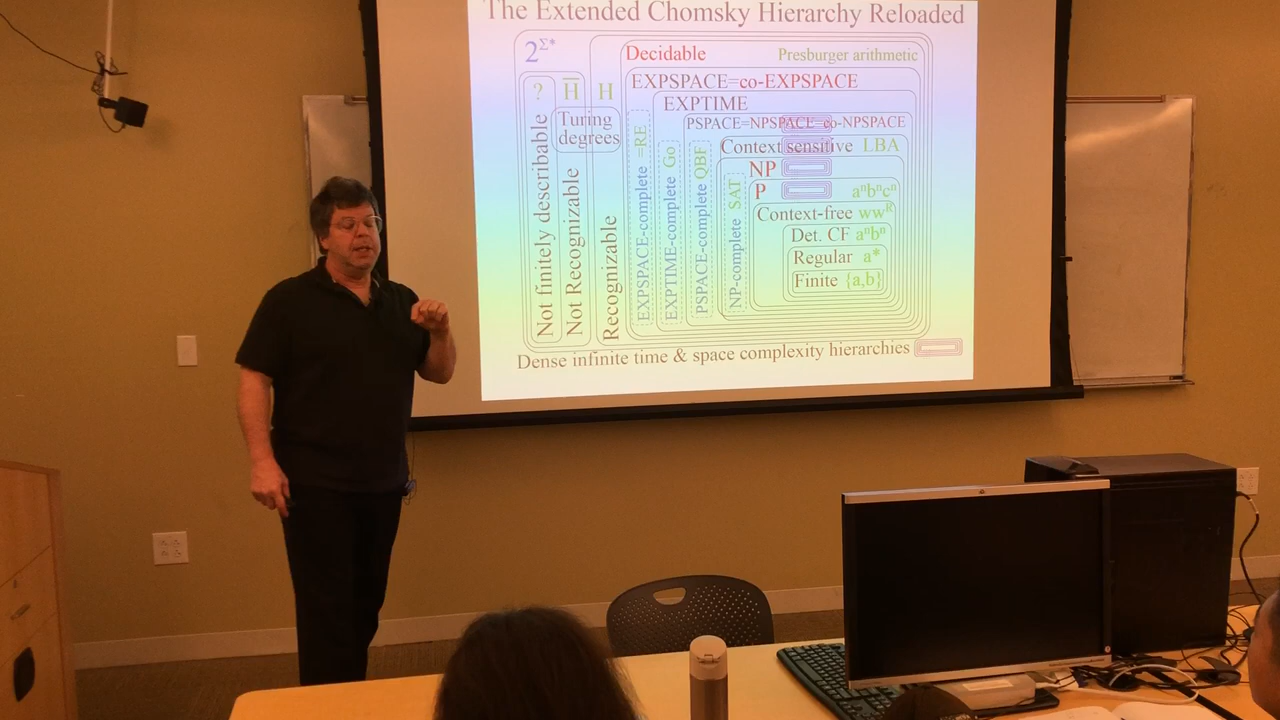 The Extended Chomsky Hierarchy Reloaded
2^Σ*
Decidable
Presburger arithmetic
EXPSPACE=co-EXPSPACE
EXPTIME
PSPACE=NPSPACE=co-NPSPACE
Context sensitive LBA
NP
P aⁿbⁿcⁿ
Context-free wwᴿ
Det. CF aⁿbⁿ
Regular a*
Finite {a,b}
? H̅ H
Turing
degrees
Not finitely describable
Not Recognizable
Recognizable
EXPSPACE-complete =RE
EXPTIME-complete Go
PSPACE-complete QBF
NP-complete SAT
Dense infinite time & space complexity hierarchies